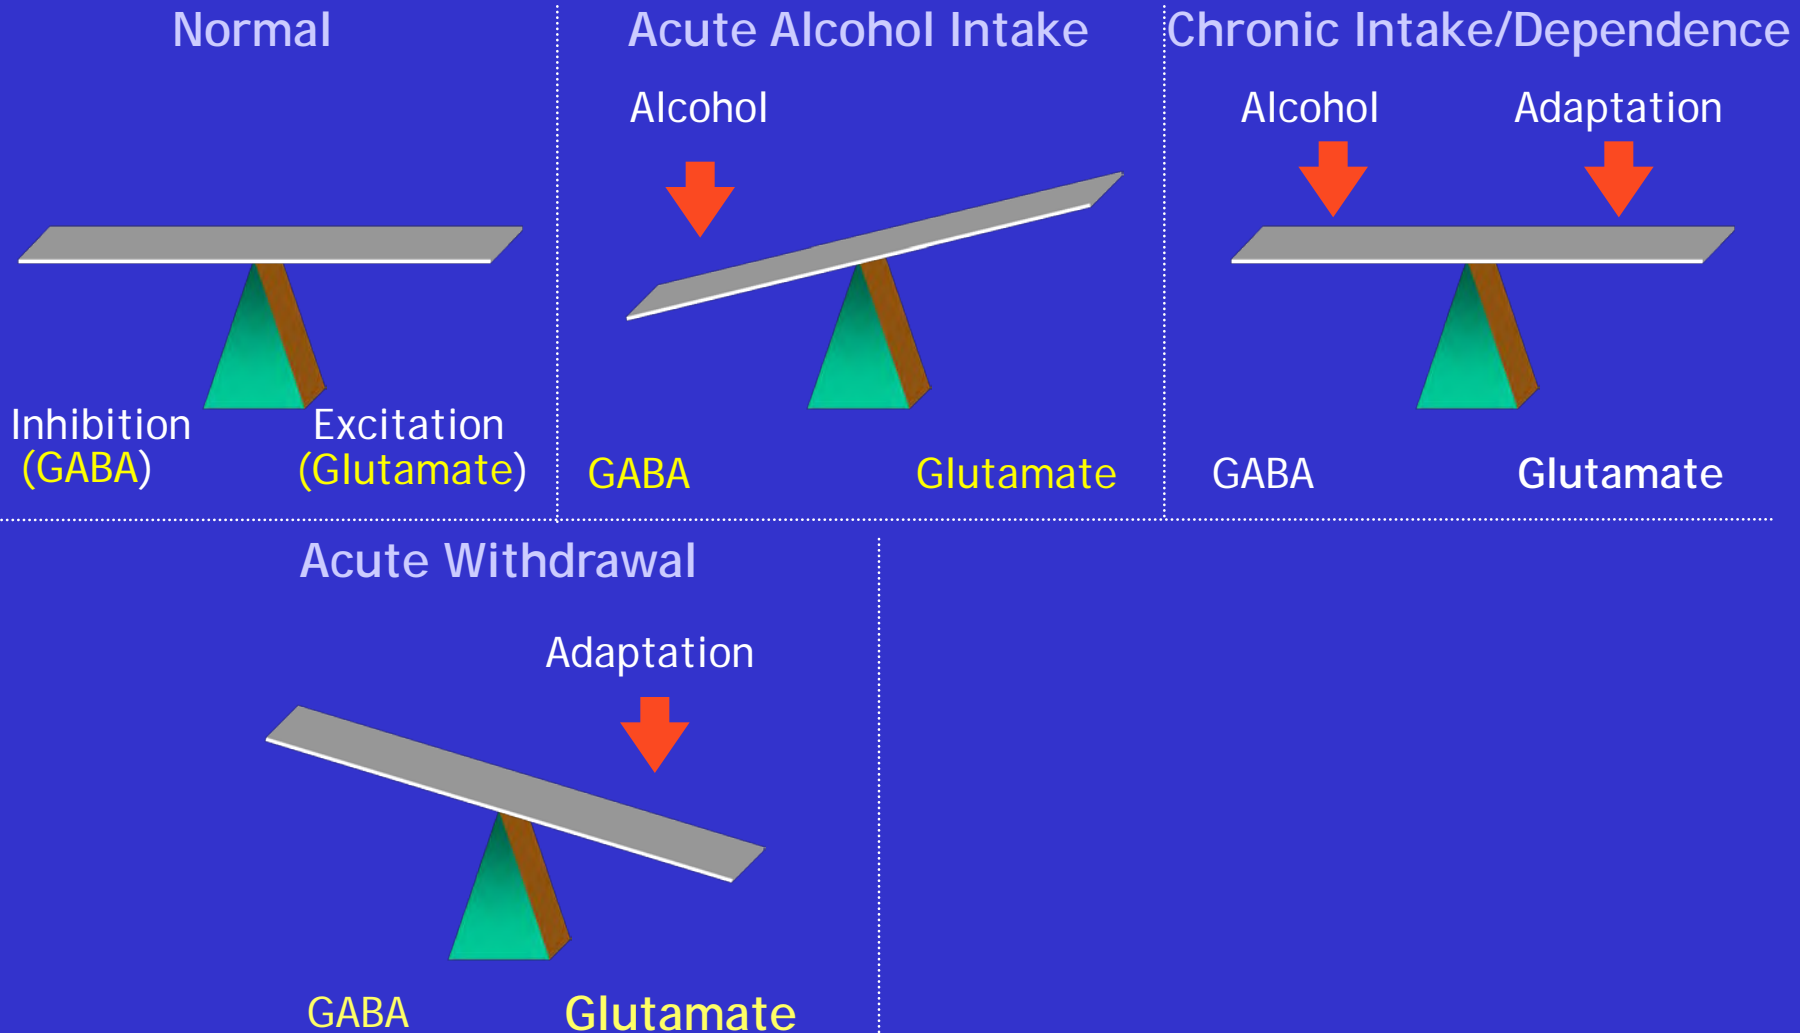 Normal
Inhibition
(GABA)
Excitation
(Glutamate)
Acute Alcohol Intake
Alcohol
GABA
Glutamate
Chronic Intake/Dependence
Alcohol
Adaptation
GABA
Glutamate
Acute Withdrawal
Adaptation
GABA
Glutamate